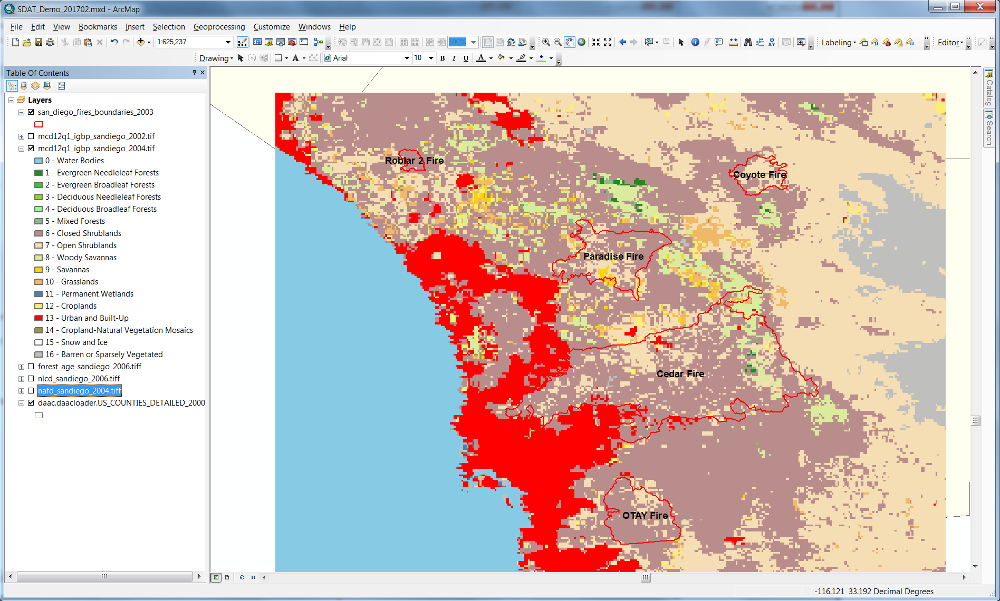 SDAT_Demo_201702.mxd - ArcMap
File Edit View Bookmarks Insert Selection Geoprocessing Customize Windows Help
1:625,237 100% Labeling Editor
Drawing A Arial 10 B I U A
Table Of Contents
Layers
san_diego_fires_boundaries_2003
mcd12q1_igbp_sandiego_2002.tif
mcd12q1_igbp_sandiego_2004.tif
0 - Water Bodies
1 - Evergreen Needleleaf Forests
2 - Evergreen Broadleaf Forests
3 - Deciduous Needleleaf Forests
4 - Deciduous Broadleaf Forests
5 - Mixed Forests
6 - Closed Shrublands
7 - Open Shrublands
8 - Woody Savannas
9 - Savannas
10 - Grasslands
11 - Permanent Wetlands
12 - Croplands
13 - Urban and Built-Up
14 - Cropland-Natural Vegetation Mosaics
15 - Snow and Ice
16 - Barren or Sparsely Vegetated
forest_age_sandiego_2006.tiff
nlcd_sandiego_2006.tiff
nafd_sandiego_2004.tiff
daac.daacloader.US_COUNTIES_DETAILED_2000
Roblar 2 Fire
Coyote Fire
Paradise Fire
Cedar Fire
OTAY Fire
Catalog
Search
-116.121 33.192 Decimal Degrees